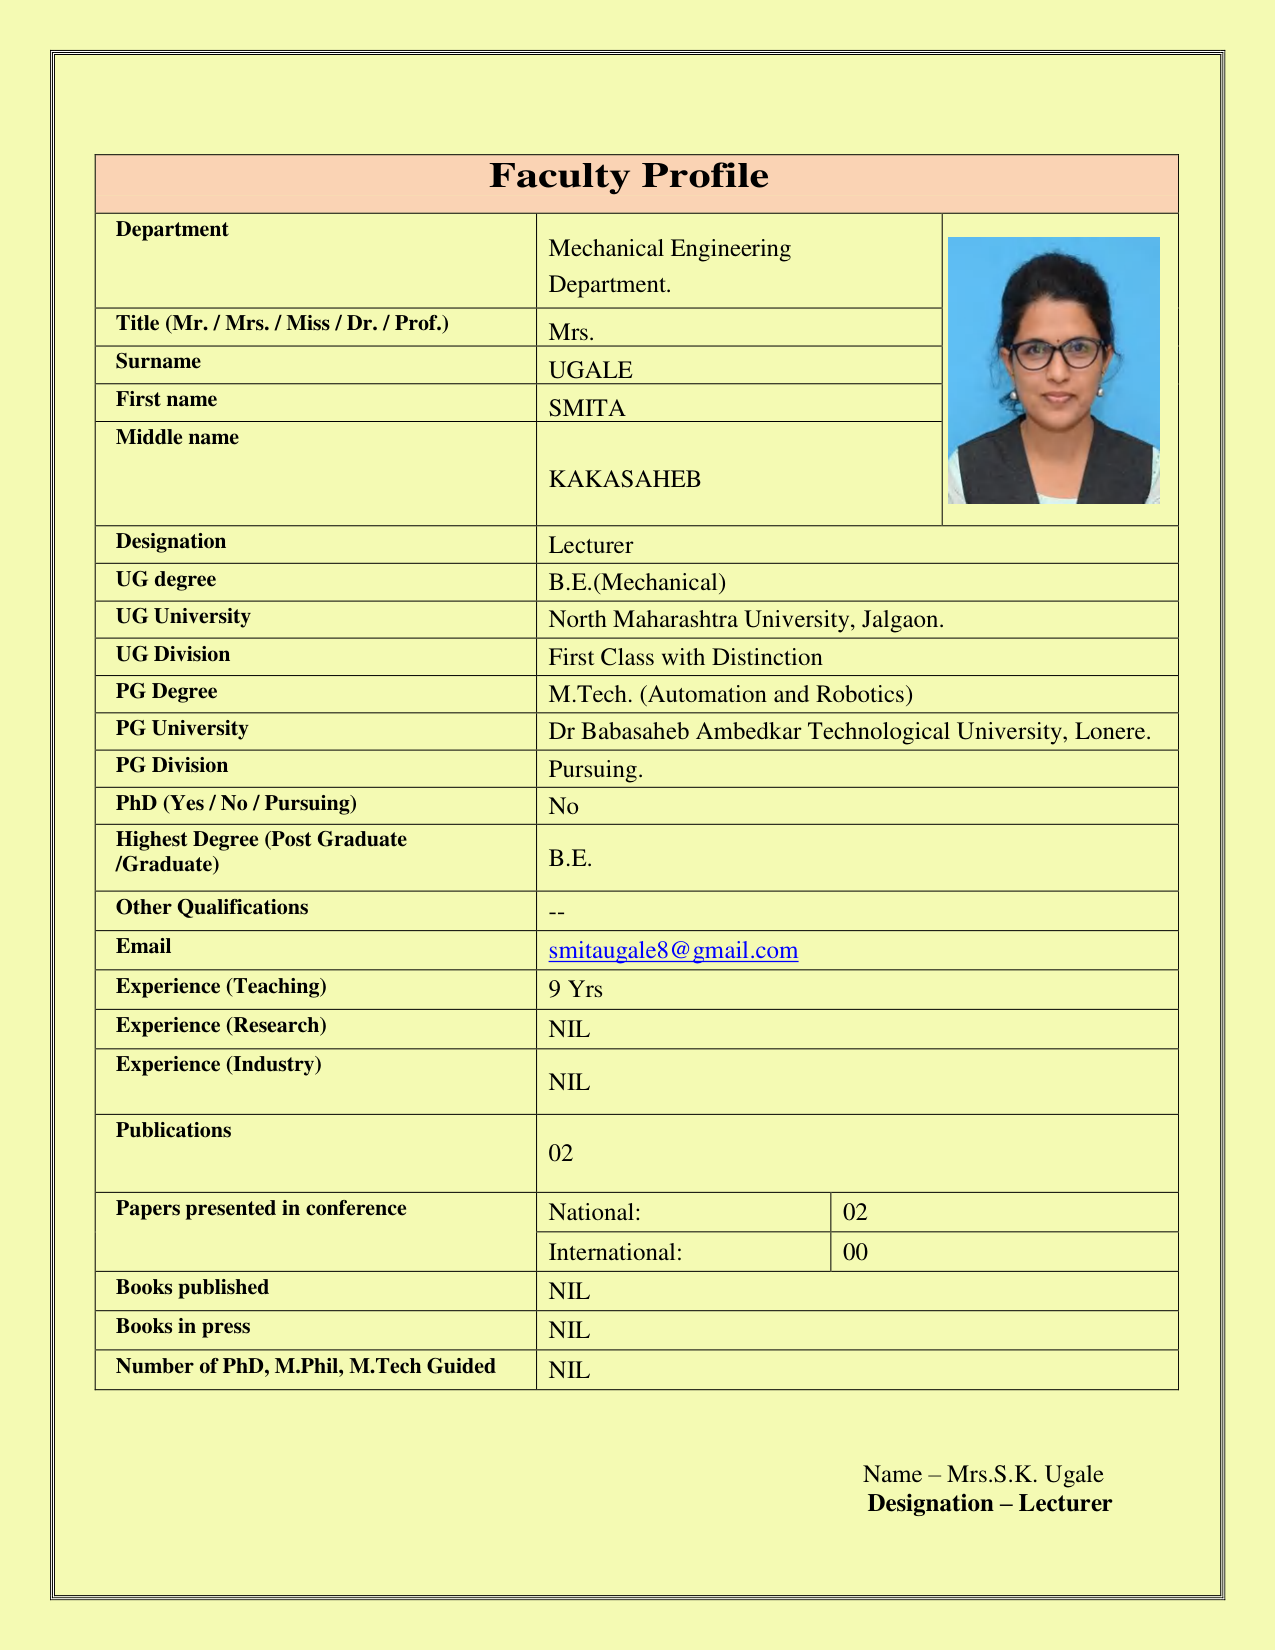 Faculty Profile
Department
Mechanical Engineering
Department.
Title (Mr. / Mrs. / Miss / Dr. / Prof.)
Mrs.
Surname
UGALE
First name
SMITA
Middle name
KAKASAHEB
Designation
Lecturer
UG degree
B.E.(Mechanical)
UG University
North Maharashtra University, Jalgaon.
UG Division
First Class with Distinction
PG Degree
M.Tech. (Automation and Robotics)
PG University
Dr Babasaheb Ambedkar Technological University, Lonere.
PG Division
Pursuing.
PhD (Yes / No / Pursuing)
No
Highest Degree (Post Graduate
/Graduate)
B.E.
Other Qualifications
--
Email
smitaugale8@gmail.com
Experience (Teaching)
9 Yrs
Experience (Research)
NIL
Experience (Industry)
NIL
Publications
02
Papers presented in conference
National:
02
International:
00
Books published
NIL
Books in press
NIL
Number of PhD, M.Phil, M.Tech Guided
NIL
Name – Mrs.S.K. Ugale
Designation – Lecturer